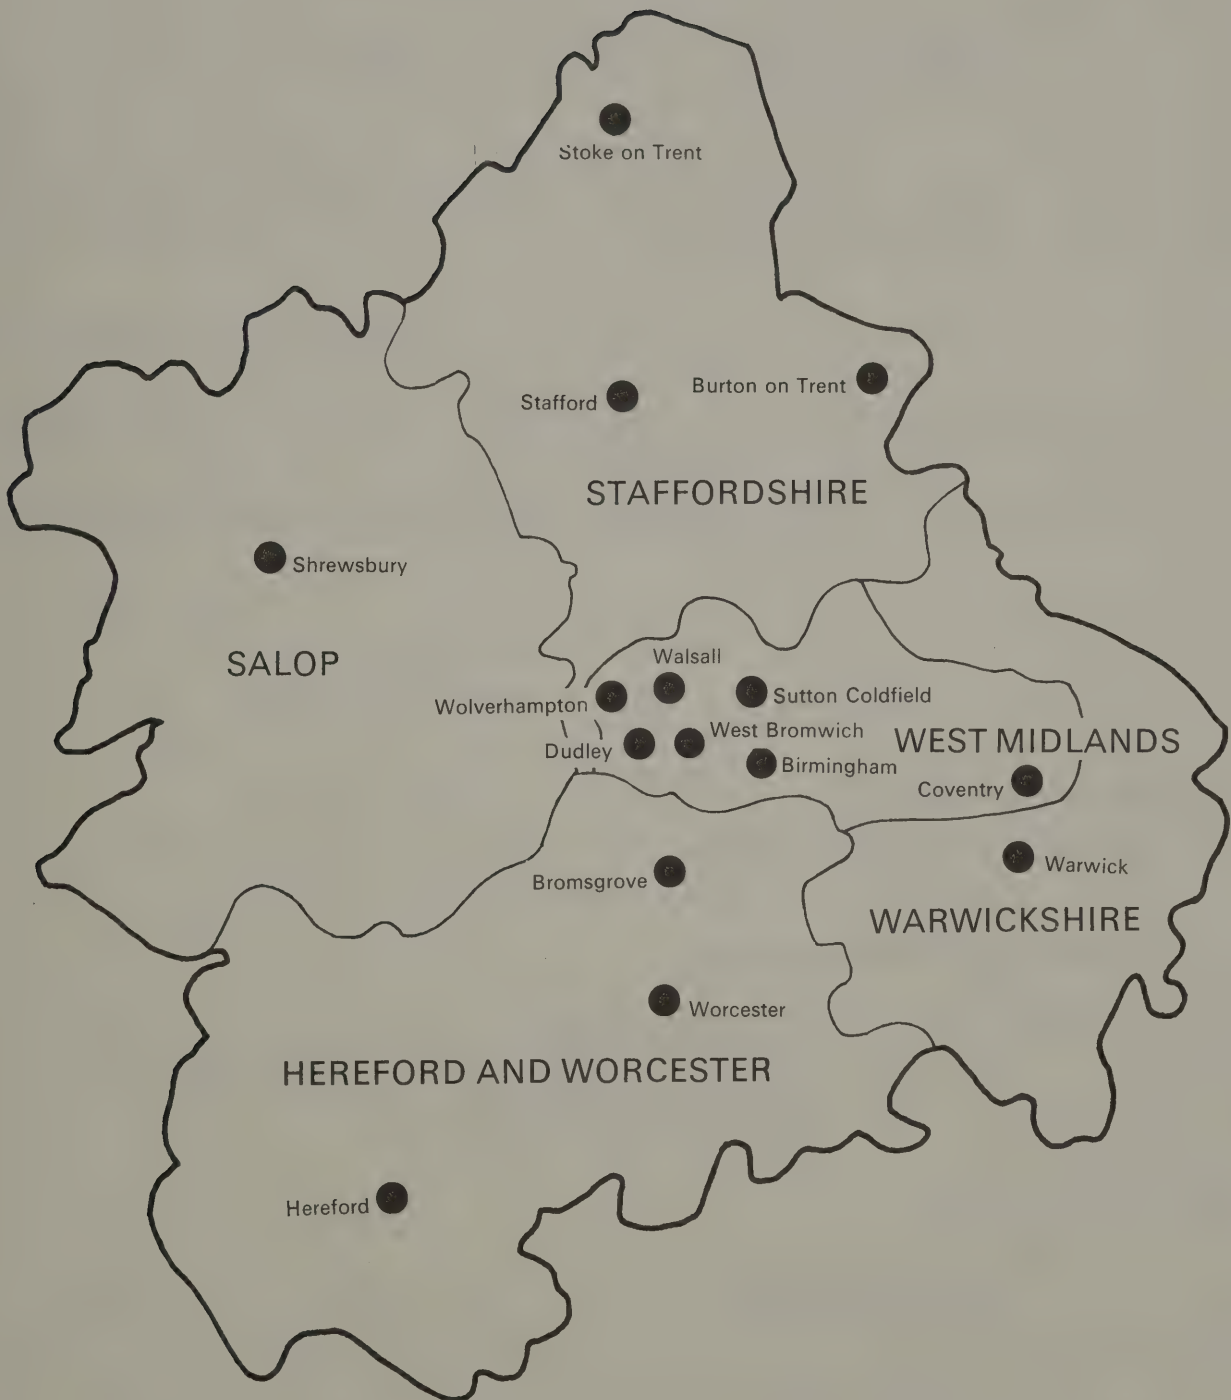 Stoke on Trent
Burton on Trent
Stafford
STAFFORDSHIRE
Shrewsbury
SALOP
Walsall
Wolverhampton
Sutton Coldfield
West Bromwich
WEST MIDLANDS
Dudley
Birmingham
Coventry
Bromsgrove
Warwick
WARWICKSHIRE
Worcester
HEREFORD AND WORCESTER
Hereford